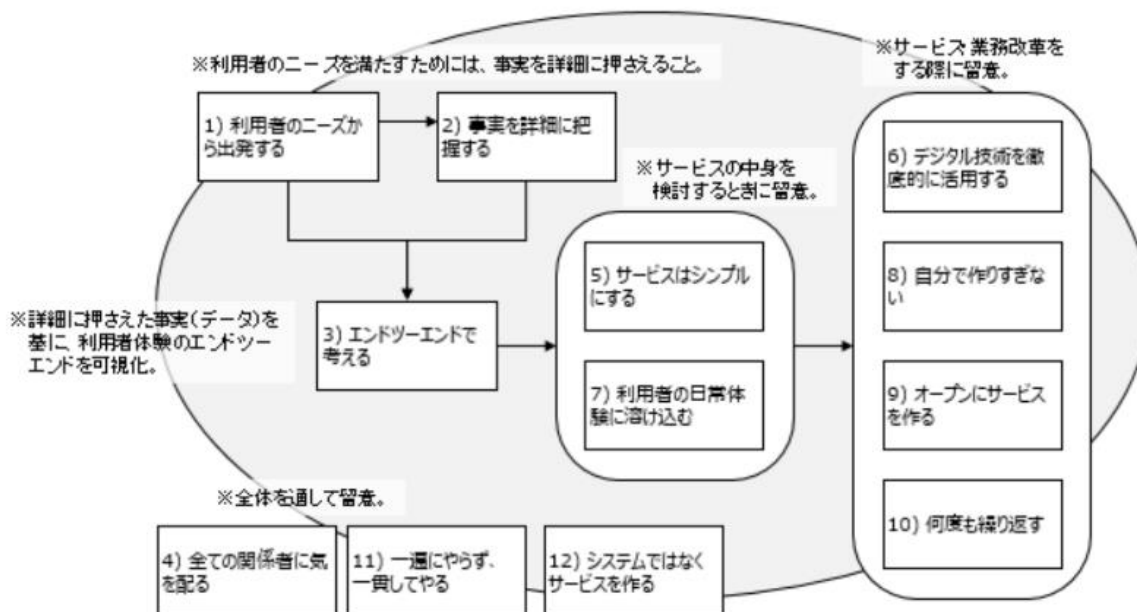 ※利用者のニーズを満たすためには、事実を詳細に押さえること。
※サービス・業務改革を
する際に留意。
1) 利用者のニーズか
ら出発する
2) 事実を詳細に把
握する
※サービスの中身を
検討するときに留意。
6) デジタル技術を徹
底的に活用する
5) サービスはシンプル
にする
8) 自分で作りすぎな
い
※詳細に押さえた事実(データ)を
基に、利用者体験のエンドツー
エンドを可視化。
3) エンドツーエンドで
考える
7) 利用者の日常体
験に溶け込む
9) オープンにサービス
を作る
※全体を通して留意。
10) 何度も繰り返す
4) 全ての関係者に気
を配る
11) 一遍にやらず、
一貫してやる
12) システムではなく
サービスを作る